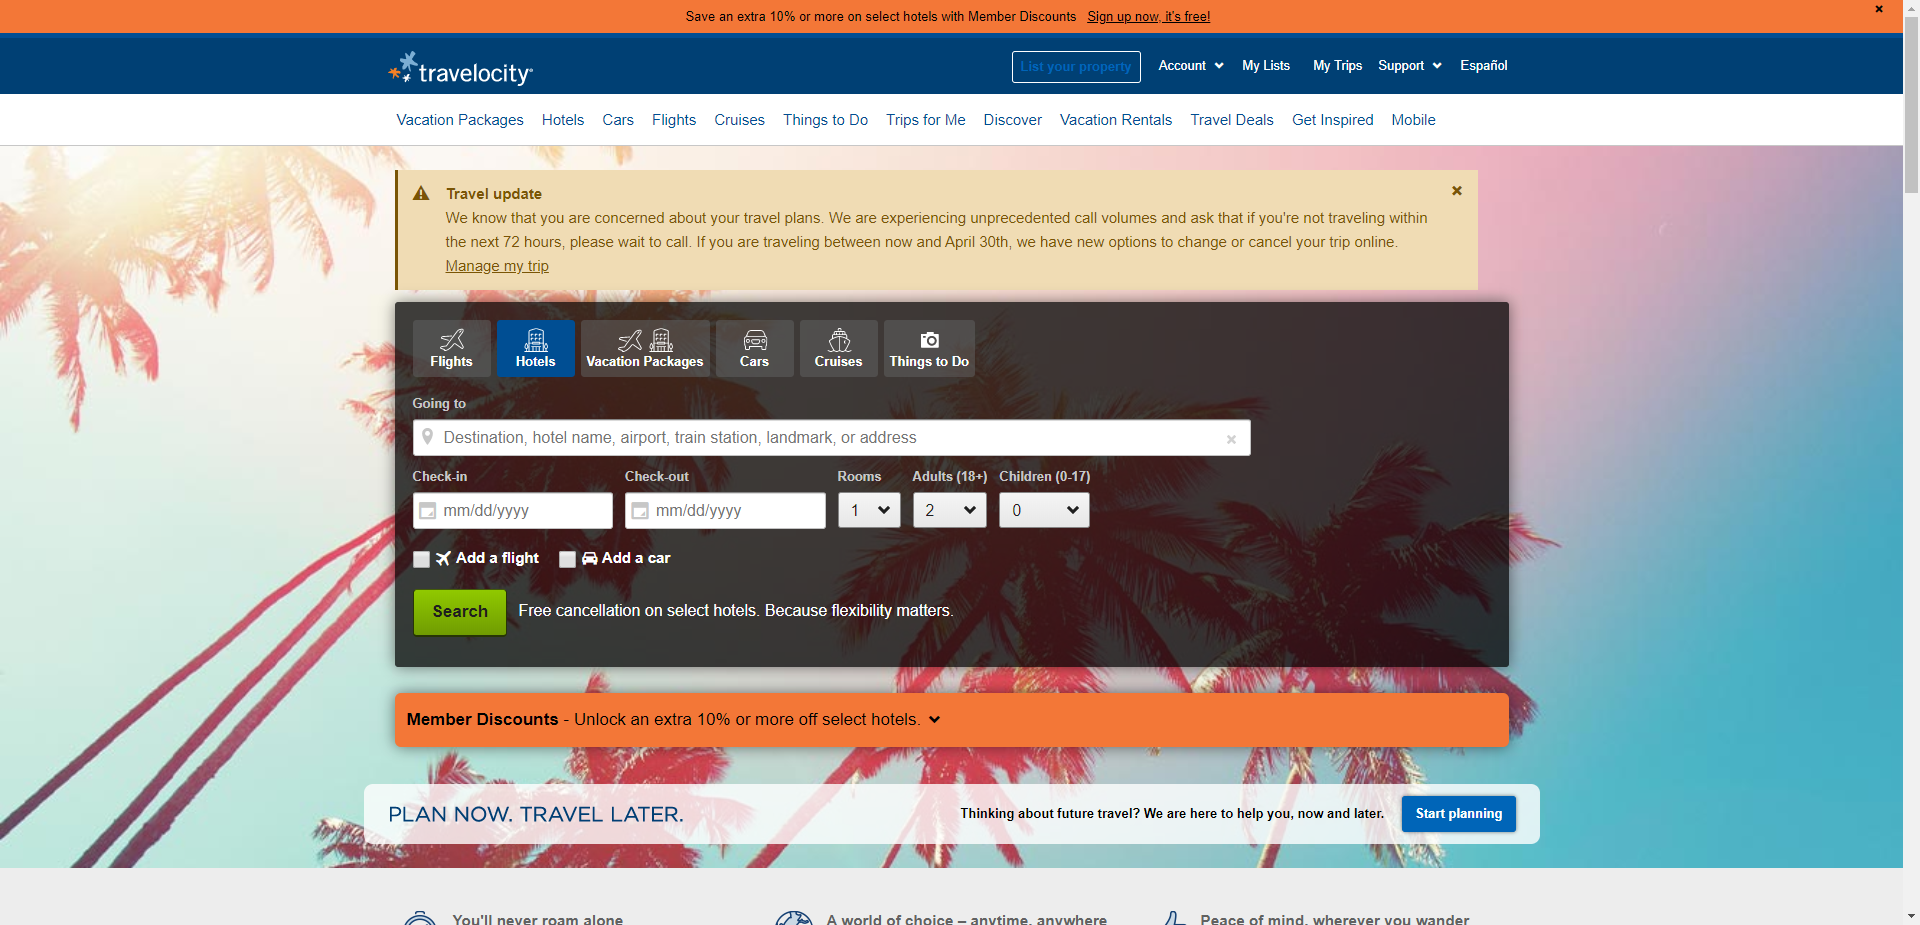 Save an extra 10% or more on select hotels with Member Discounts Sign up now, it's free!
travelocity
List your property Account My Lists My Trips Support Español
Vacation Packages Hotels Cars Flights Cruises Things to Do Trips for Me Discover Vacation Rentals Travel Deals Get Inspired Mobile
Travel update
We know that you are concerned about your travel plans. We are experiencing unprecedented call volumes and ask that if you're not traveling within
the next 72 hours, please wait to call. If you are traveling between now and April 30th, we have new options to change or cancel your trip online.
Manage my trip
Flights Hotels Vacation Packages Cars Cruises Things to Do
Going to
Destination, hotel name, airport, train station, landmark, or address
Check-in Check-out Rooms Adults (18+) Children (0-17)
mm/dd/yyyy mm/dd/yyyy 1 2 0
Add a flight Add a car
Search Free cancellation on select hotels. Because flexibility matters.
Member Discounts - Unlock an extra 10% or more off select hotels.
PLAN NOW. TRAVEL LATER. Thinking about future travel? We are here to help you, now and later. Start planning
You'll never roam alone A world of choice – anytime, anywhere Peace of mind, wherever you wander